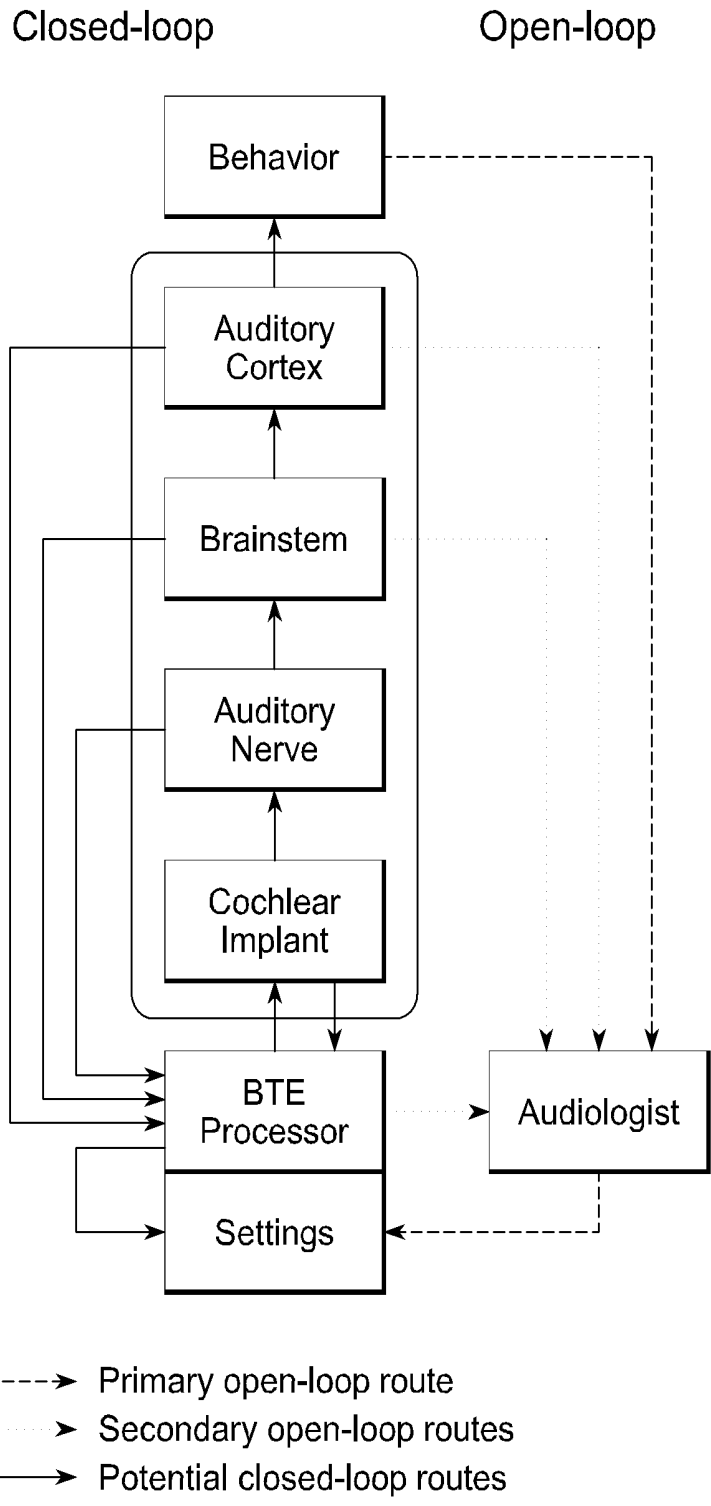 Closed-loop
Open-loop
Behavior
Auditory
Cortex
Brainstem
Auditory
Nerve
Cochlear
Implant
BTE
Processor
Audiologist
Settings
Primary open-loop route
Secondary open-loop routes
Potential closed-loop routes